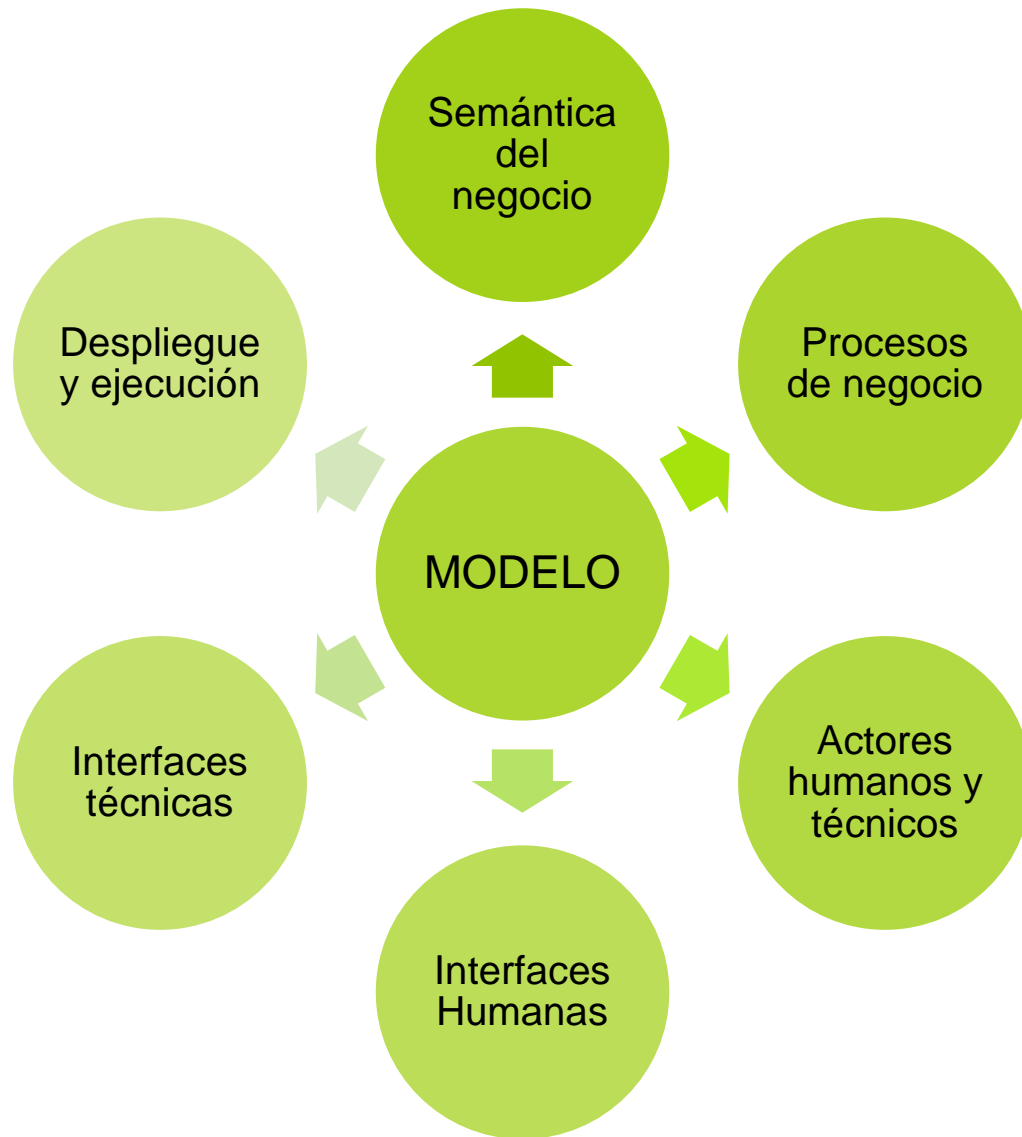 Semántica
del
negocio
Procesos
de negocio
Actores
humanos y
técnicos
Interfaces
Humanas
Interfaces
técnicas
Despliegue
y ejecución
MODELO